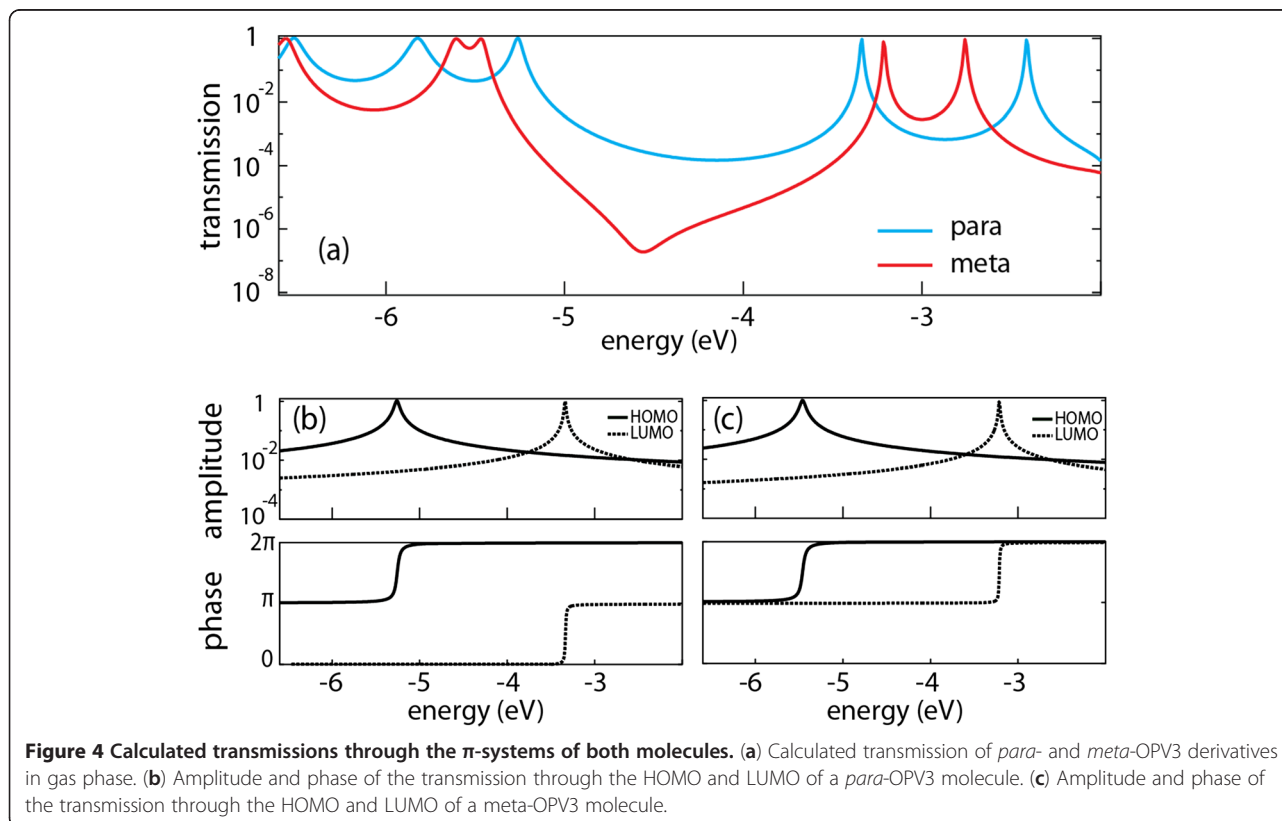 1
10⁻²
10⁻⁴
10⁻⁶
10⁻⁸
transmission
(a)
para
meta
-6 -5 -4 -3
energy (eV)
1
10⁻²
10⁻⁴
amplitude
(b)
HOMO
LUMO
(c)
HOMO
LUMO
2π
π
0
phase
-6 -5 -4 -3
energy (eV)
-6 -5 -4 -3
energy (eV)
Figure 4 Calculated transmissions through the π-systems of both molecules. (a) Calculated transmission of para- and meta-OPV3 derivatives
in gas phase. (b) Amplitude and phase of the transmission through the HOMO and LUMO of a para-OPV3 molecule. (c) Amplitude and phase of
the transmission through the HOMO and LUMO of a meta-OPV3 molecule.